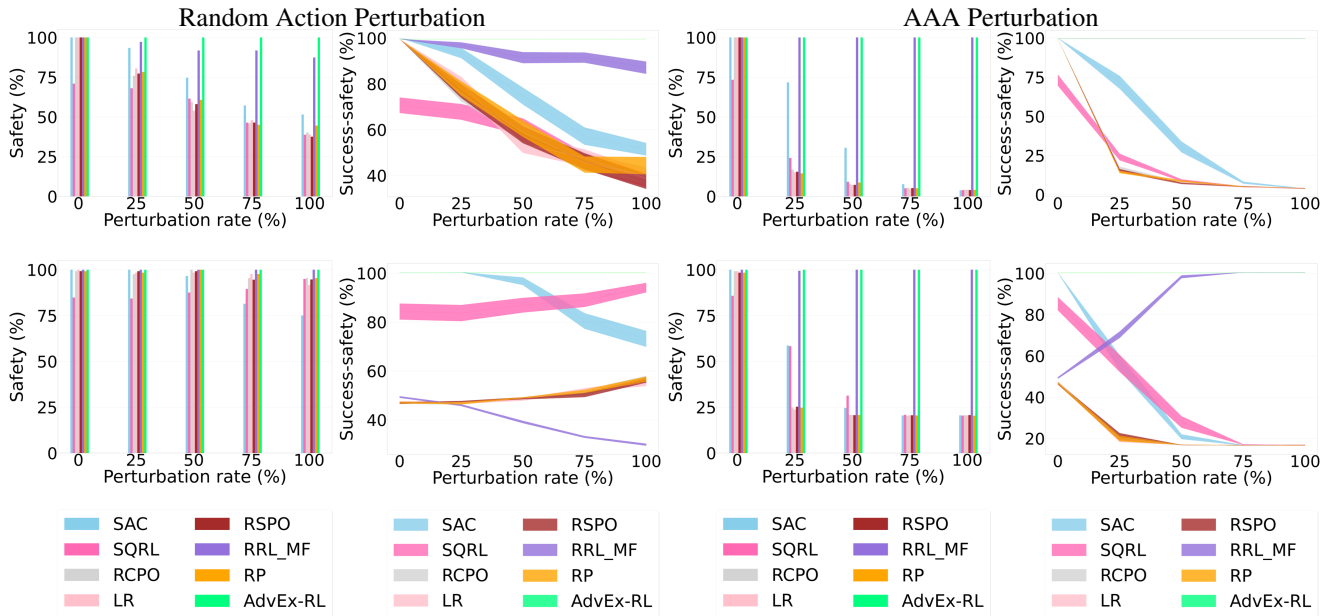 Random Action Perturbation
AAA Perturbation
Safety (%)
100
75
50
25
0
0 25 50 75 100
Perturbation rate (%)
Success-safety (%)
100
80
60
40
0 25 50 75 100
Perturbation rate (%)
Safety (%)
100
75
50
25
0
0 25 50 75 100
Perturbation rate (%)
Success-safety (%)
100
75
50
25
0
0 25 50 75 100
Perturbation rate (%)
Safety (%)
100
75
50
25
0
0 25 50 75 100
Perturbation rate (%)
Success-safety (%)
100
80
60
40
0 25 50 75 100
Perturbation rate (%)
Safety (%)
100
75
50
25
0
0 25 50 75 100
Perturbation rate (%)
Success-safety (%)
100
80
60
40
20
0 25 50 75 100
Perturbation rate (%)
SAC RSPO
SQRL RRL_MF
RCPO RP
LR AdvEx-RL
SAC RSPO
SQRL RRL_MF
RCPO RP
LR AdvEx-RL
SAC RSPO
SQRL RRL_MF
RCPO RP
LR AdvEx-RL
SAC RSPO
SQRL RRL_MF
RCPO RP
LR AdvEx-RL